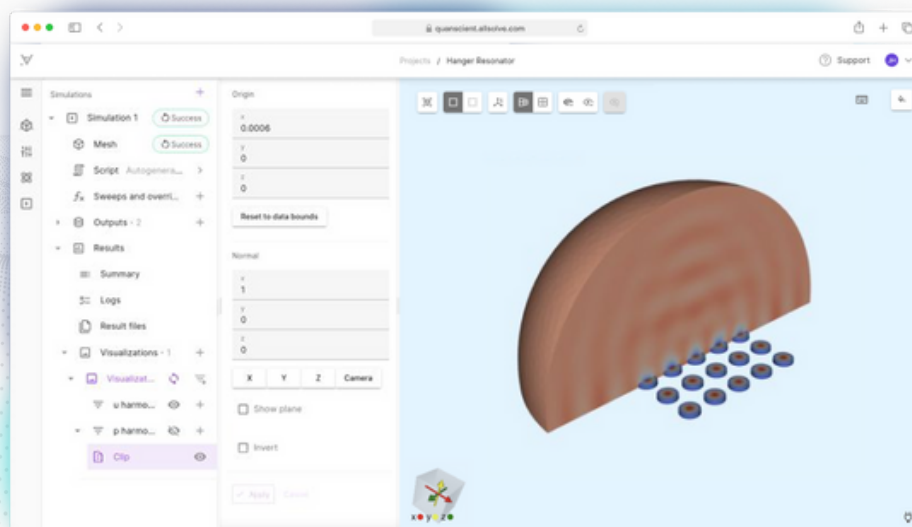 quanscient.allsolve.com
Projects / Hanger Resonator
Support
Simulations
Simulation 1
Success
Mesh
Success
Script Autogenera...
Sweeps and overri...
Outputs - 2
Results
Summary
Logs
Result files
Visualizations - 1
Visualizat...
u harmo...
p harmo...
Clip
Origin
x
0.0006
y
0
z
0
Reset to data bounds
Normal
x
1
y
0
z
0
X Y Z Camera
Show plane
Invert
Apply
x y z